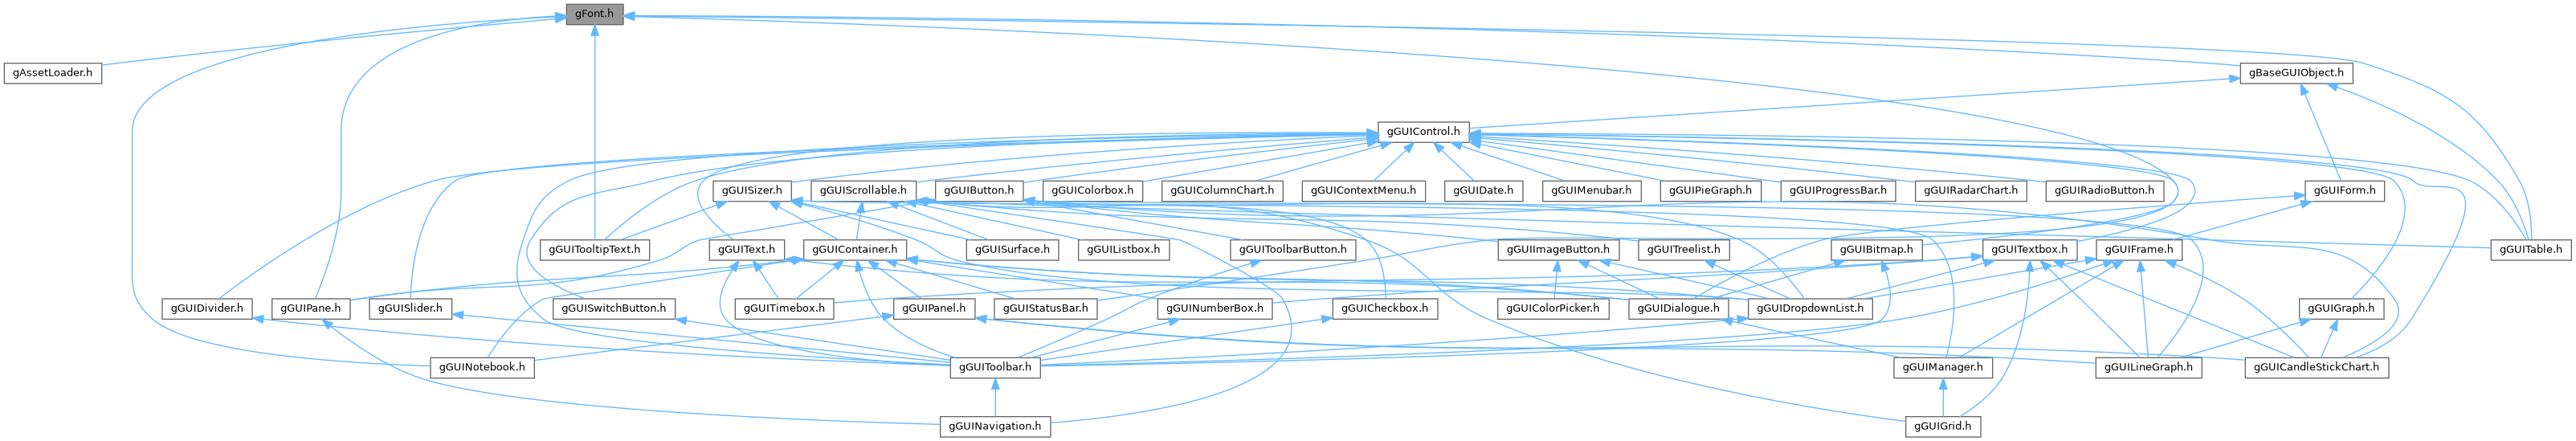 gFont.h
gAssetLoader.h
gBaseGUIObject.h
gGUIControl.h
gGUISizer.h
gGUIScrollable.h
gGUIButton.h
gGUIColorbox.h
gGUIColumnChart.h
gGUIContextMenu.h
gGUIDate.h
gGUIMenubar.h
gGUIPieGraph.h
gGUIProgressBar.h
gGUIRadarChart.h
gGUIRadioButton.h
gGUIForm.h
gGUITooltipText.h
gGUIText.h
gGUIContainer.h
gGUISurface.h
gGUIListbox.h
gGUIToolbarButton.h
gGUIImageButton.h
gGUITreelist.h
gGUIBitmap.h
gGUITextbox.h
gGUIFrame.h
gGUITable.h
gGUIDivider.h
gGUIPane.h
gGUISlider.h
gGUISwitchButton.h
gGUITimebox.h
gGUIPanel.h
gGUIStatusBar.h
gGUINumberBox.h
gGUICheckbox.h
gGUIColorPicker.h
gGUIDialogue.h
gGUIDropdownList.h
gGUIGraph.h
gGUINotebook.h
gGUIToolbar.h
gGUIManager.h
gGUILineGraph.h
gGUICandleStickChart.h
gGUINavigation.h
gGUIGrid.h